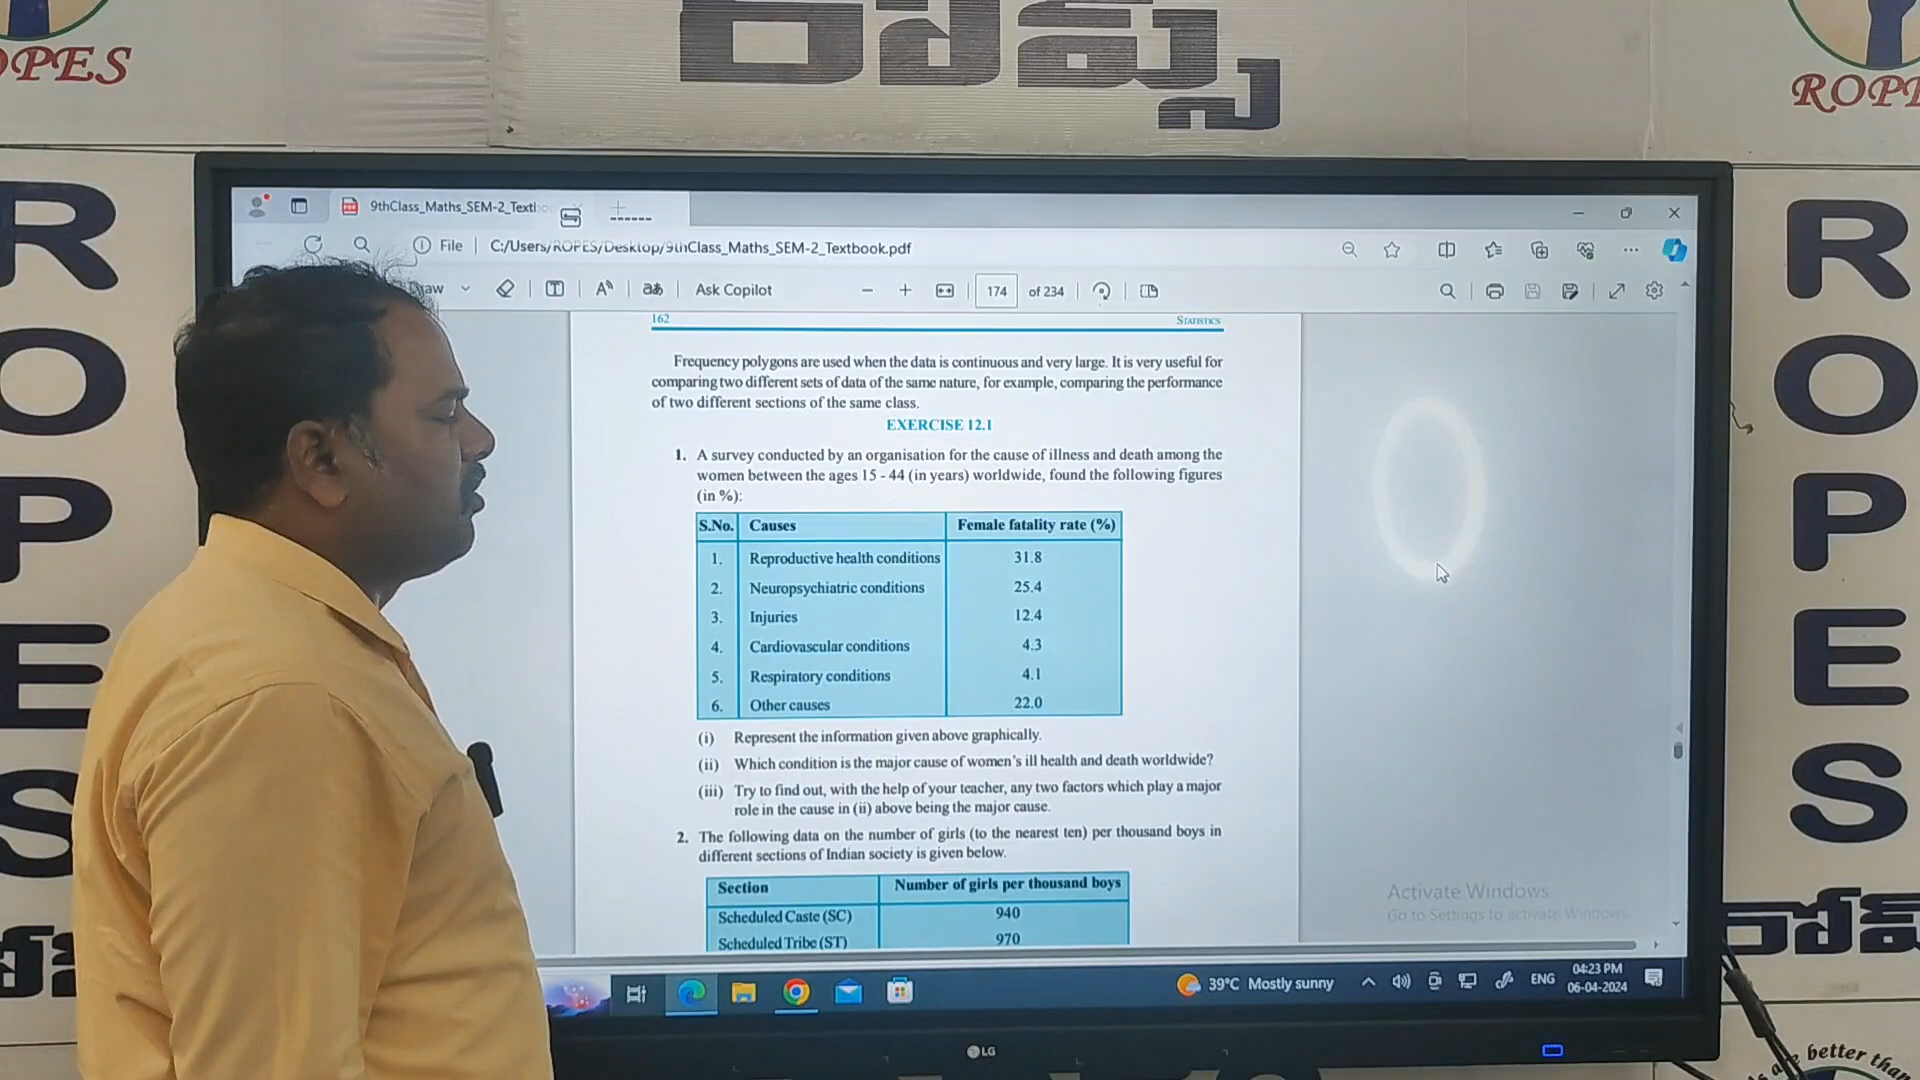 రోప్స్
OPES
ROPE
R
O
P
E
S
R
O
P
E
S
9thClass_Maths_SEM-2_Textbo
File
C:/Users/ROPES/Desktop/9thClass_Maths_SEM-2_Textbook.pdf
Draw
Ask Copilot
174
of 234
162
STATISTICS
Frequency polygons are used when the data is continuous and very large. It is very useful for
comparing two different sets of data of the same nature, for example, comparing the performance
of two different sections of the same class.
EXERCISE 12.1
1. A survey conducted by an organisation for the cause of illness and death among the
women between the ages 15 - 44 (in years) worldwide, found the following figures
(in %):
S.No. Causes Female fatality rate (%)
1. Reproductive health conditions 31.8
2. Neuropsychiatric conditions 25.4
3. Injuries 12.4
4. Cardiovascular conditions 4.3
5. Respiratory conditions 4.1
6. Other causes 22.0
(i) Represent the information given above graphically.
(ii) Which condition is the major cause of women's ill health and death worldwide?
(iii) Try to find out, with the help of your teacher, any two factors which play a major
role in the cause in (ii) above being the major cause.
2. The following data on the number of girls (to the nearest ten) per thousand boys in
different sections of Indian society is given below.
Section Number of girls per thousand boys
Scheduled Caste (SC) 940
Scheduled Tribe (ST) 970
Activate Windows
Go to Settings to activate Windows.
39°C Mostly sunny
ENG
04:23 PM
06-04-2024
LG
better than